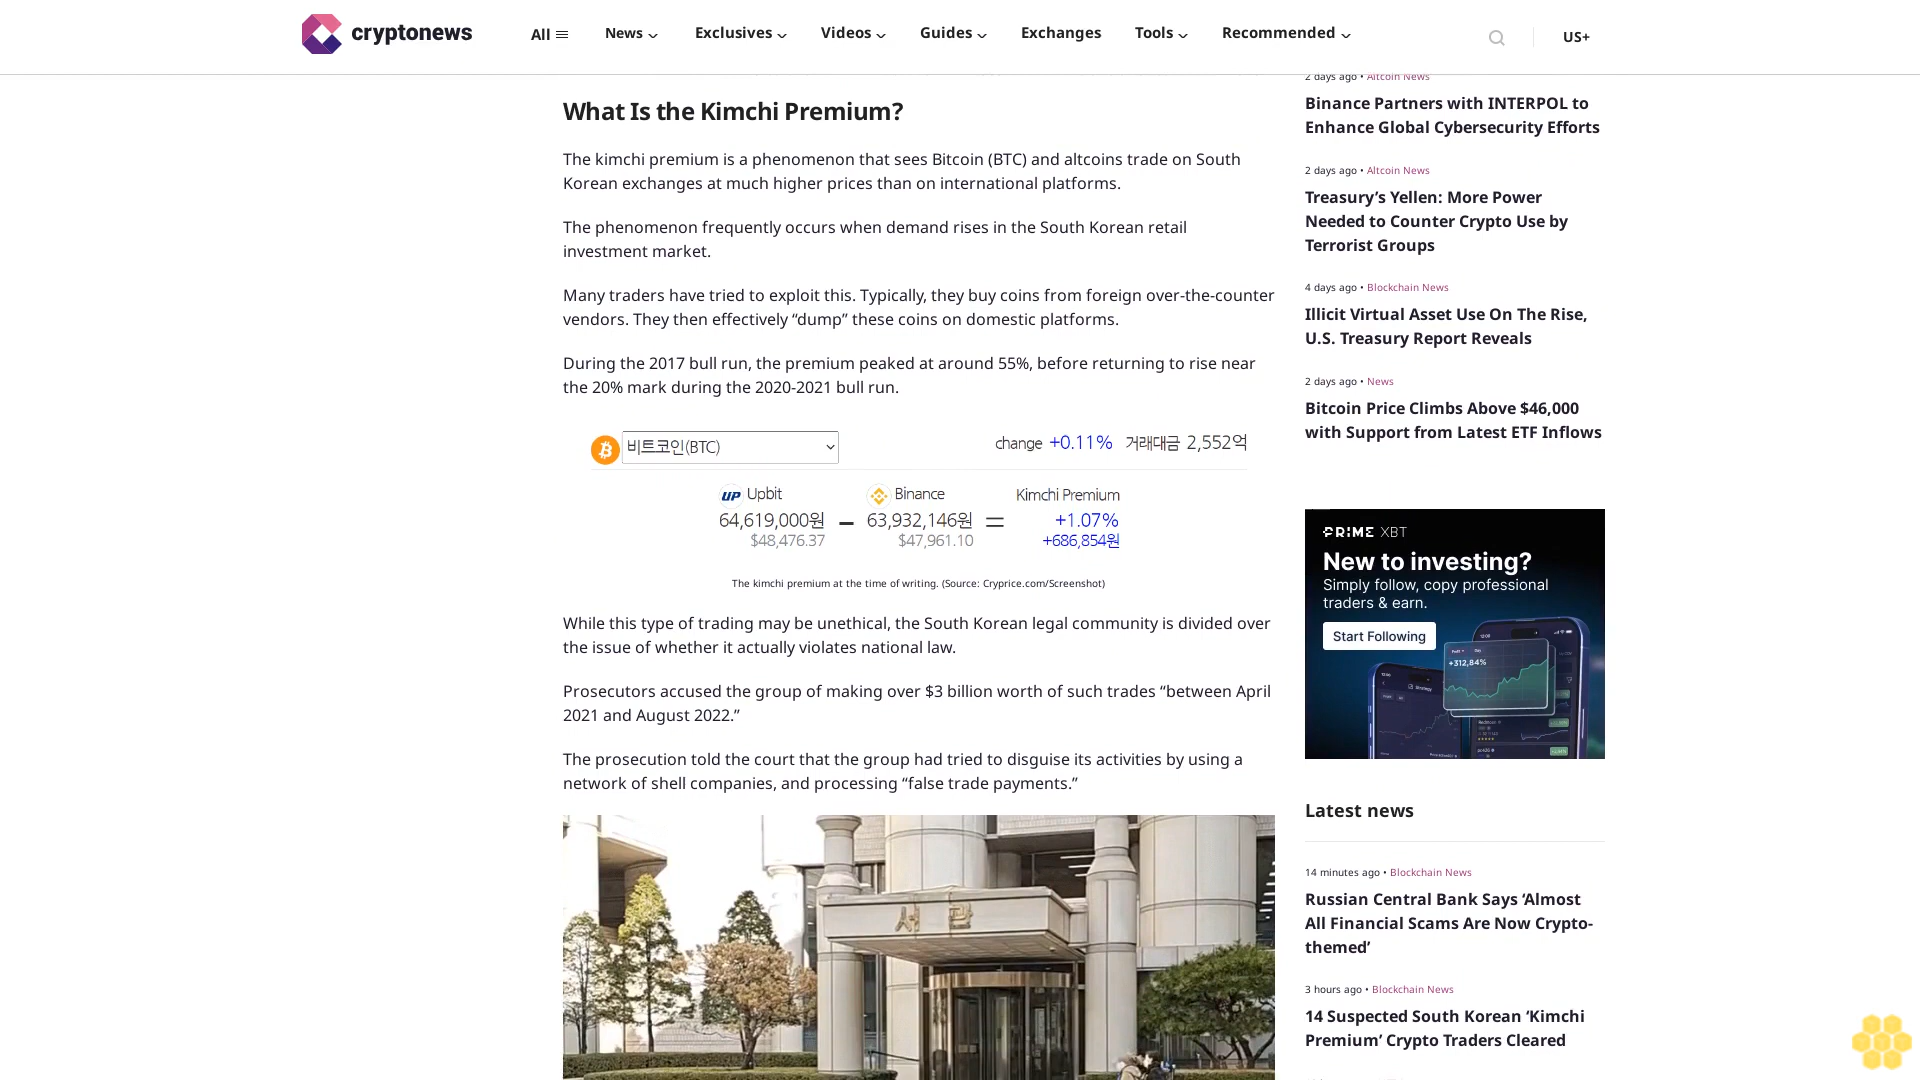 cryptonews
All
News
Exclusives
Videos
Guides
Exchanges
Tools
Recommended
US+
What Is the Kimchi Premium?
The kimchi premium is a phenomenon that sees Bitcoin (BTC) and altcoins trade on South
Korean exchanges at much higher prices than on international platforms.
The phenomenon frequently occurs when demand rises in the South Korean retail
investment market.
Many traders have tried to exploit this. Typically, they buy coins from foreign over-the-counter
vendors. They then effectively “dump” these coins on domestic platforms.
During the 2017 bull run, the premium peaked at around 55%, before returning to rise near
the 20% mark during the 2020-2021 bull run.
비트코인(BTC)
change +0.11% 거래대금 2,552억
Upbit
Binance
Kimchi Premium
64,619,000원 – 63,932,146원 = +1.07%
$48,476.37
$47,961.10
+686,854원
The kimchi premium at the time of writing. (Source: Cryprice.com/Screenshot)
While this type of trading may be unethical, the South Korean legal community is divided over
the issue of whether it actually violates national law.
Prosecutors accused the group of making over $3 billion worth of such trades “between April
2021 and August 2022.”
The prosecution told the court that the group had tried to disguise its activities by using a
network of shell companies, and processing “false trade payments.”
서관
2 days ago • Altcoin News
Binance Partners with INTERPOL to
Enhance Global Cybersecurity Efforts
2 days ago • Altcoin News
Treasury’s Yellen: More Power
Needed to Counter Crypto Use by
Terrorist Groups
4 days ago • Blockchain News
Illicit Virtual Asset Use On The Rise,
U.S. Treasury Report Reveals
2 days ago • News
Bitcoin Price Climbs Above $46,000
with Support from Latest ETF Inflows
PRIME XBT
New to investing?
Simply follow, copy professional
traders & earn.
Start Following
+312,84%
Latest news
14 minutes ago • Blockchain News
Russian Central Bank Says ‘Almost
All Financial Scams Are Now Crypto-
themed’
3 hours ago • Blockchain News
14 Suspected South Korean ‘Kimchi
Premium’ Crypto Traders Cleared